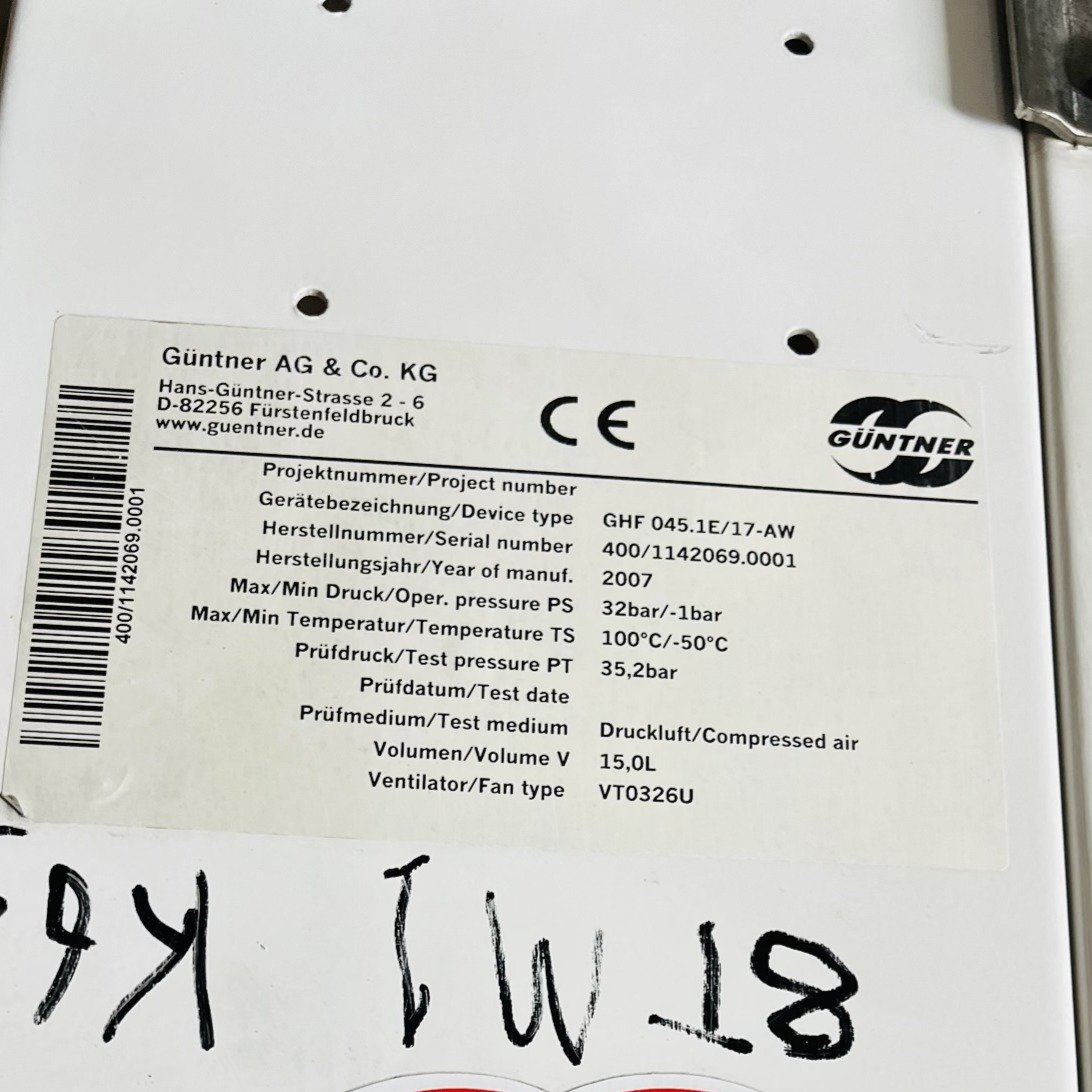 Güntner AG & Co. KG
Hans-Güntner-Strasse 2 - 6
D-82256 Fürstenfeldbruck
www.guentner.de
CE
GÜNTNER
400/1142069.0001
Projektnummer/Project number
Gerätebezeichnung/Device type GHF 045.1E/17-AW
Herstellnummer/Serial number 400/1142069.0001
Herstellungsjahr/Year of manuf. 2007
Max/Min Druck/Oper. pressure PS 32bar/-1bar
Max/Min Temperatur/Temperature TS 100°C/-50°C
Prüfdruck/Test pressure PT 35,2bar
Prüfdatum/Test date
Prüfmedium/Test medium Druckluft/Compressed air
Volumen/Volume V 15,0L
Ventilator/Fan type VT0326U